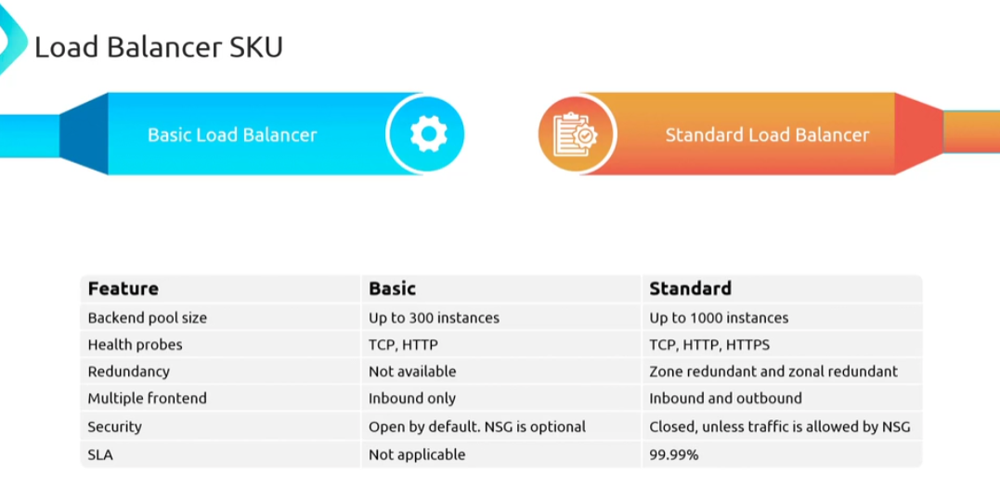 Load Balancer SKU
Basic Load Balancer
Standard Load Balancer
Feature Basic Standard
Backend pool size Up to 300 instances Up to 1000 instances
Health probes TCP, HTTP TCP, HTTP, HTTPS
Redundancy Not available Zone redundant and zonal redundant
Multiple frontend Inbound only Inbound and outbound
Security Open by default. NSG is optional Closed, unless traffic is allowed by NSG
SLA Not applicable 99.99%